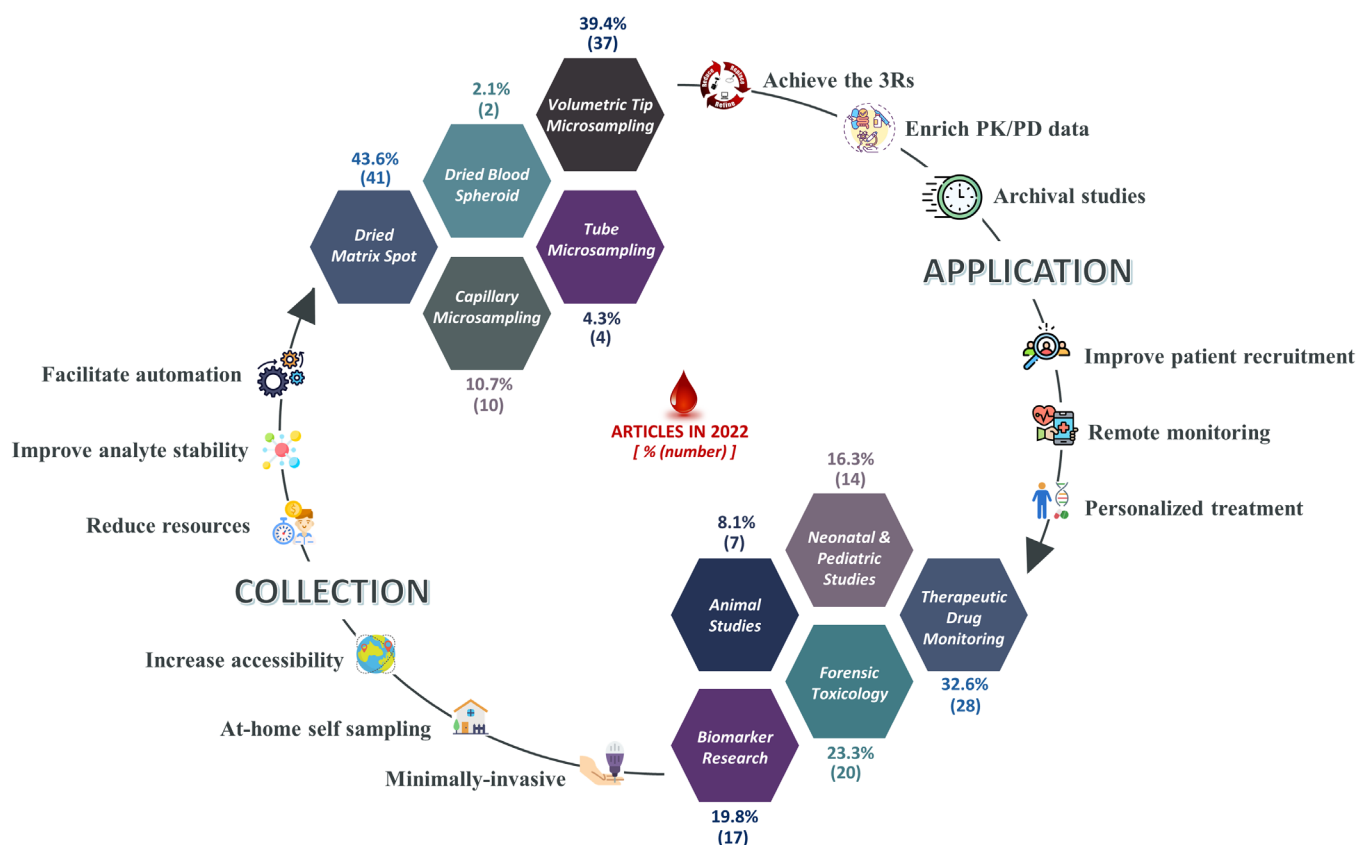 39.4%
(37)
Volumetric Tip
Microsampling
2.1%
(2)
Dried Blood
Spheroid
43.6%
(41)
Dried
Matrix Spot
Tube
Microsampling
4.3%
(4)
Capillary
Microsampling
10.7%
(10)
Reduce
Replace
Refine
Achieve the 3Rs
Enrich PK/PD data
Archival studies
APPLICATION
Improve patient recruitment
Remote monitoring
Personalized treatment
ARTICLES IN 2022
[ % (number) ]
16.3%
(14)
Neonatal &
Pediatric
Studies
8.1%
(7)
Animal
Studies
Therapeutic
Drug
Monitoring
32.6%
(28)
Forensic
Toxicology
23.3%
(20)
Biomarker
Research
19.8%
(17)
Minimally-invasive
At-home self sampling
Increase accessibility
COLLECTION
Reduce resources
Improve analyte stability
Facilitate automation